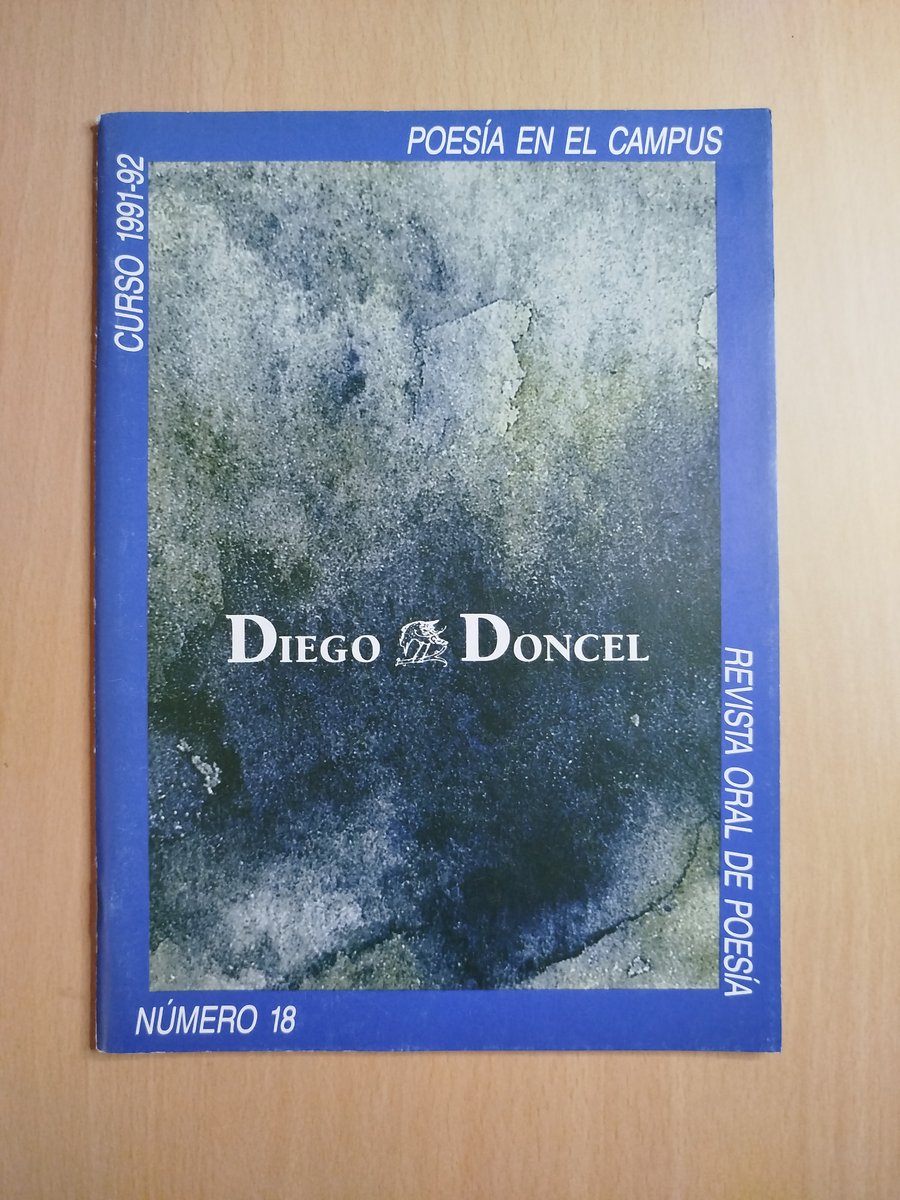 POESÍA EN EL CAMPUS
CURSO 1991-92
DIEGO DONCEL
REVISTA ORAL DE POESÍA
NÚMERO 18